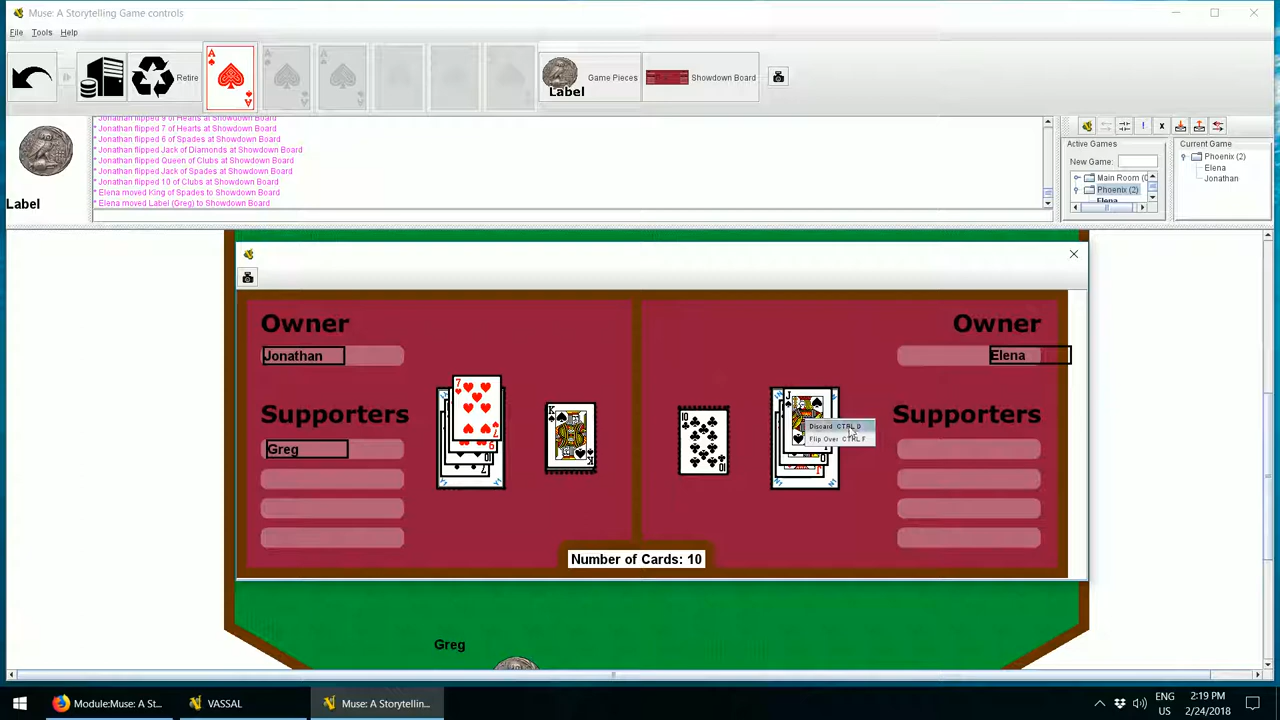 Muse: A Storytelling Game controls
File Tools Help
Retire
Game Pieces
Label
Showdown Board
* Jonathan flipped 9 of Hearts at Showdown Board
* Jonathan flipped 7 of Hearts at Showdown Board
* Jonathan flipped 6 of Spades at Showdown Board
* Jonathan flipped Jack of Diamonds at Showdown Board
* Jonathan flipped Queen of Clubs at Showdown Board
* Jonathan flipped Jack of Spades at Showdown Board
* Jonathan flipped 10 of Clubs at Showdown Board
* Elena moved King of Spades to Showdown Board
* Elena moved Label (Greg) to Showdown Board
Label
Active Games
New Game:
Main Room (0
Phoenix (2)
Elena
Current Game
Phoenix (2)
Elena
Jonathan
Owner
Jonathan
Supporters
Greg
Owner
Elena
Supporters
7
K
10
J
Discard CTRL D
Flip Over CTRL F
Number of Cards: 10
Greg
Module:Muse: A St...
VASSAL
Muse: A Storytellin...
ENG
US
2:19 PM
2/24/2018